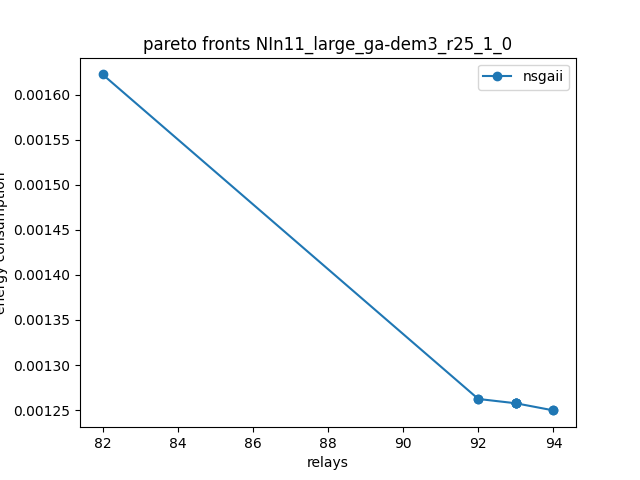 pareto fronts NIn11_large_ga-dem3_r25_1_0
nsgaii
0.00160
0.00155
0.00150
0.00145
0.00140
0.00135
0.00130
0.00125
energy consumption
82 84 86 88 90 92 94
relays